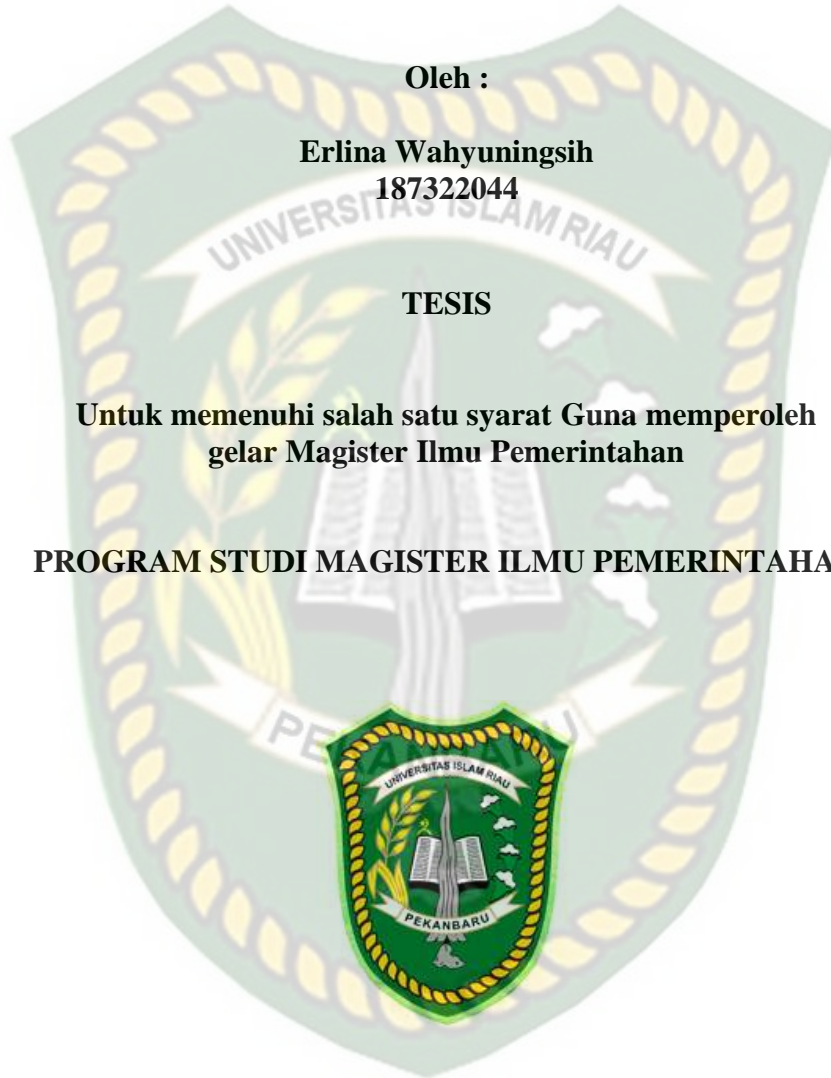 Oleh :
Erlina Wahyuningsih
187322044
UNIVERSITAS ISLAM RIAU
TESIS
Untuk memenuhi salah satu syarat Guna memperoleh
gelar Magister Ilmu Pemerintahan
PROGRAM STUDI MAGISTER ILMU PEMERINTAHA
PEKANBARU
UNIVERSITAS ISLAM RIAU
PEKANBARU